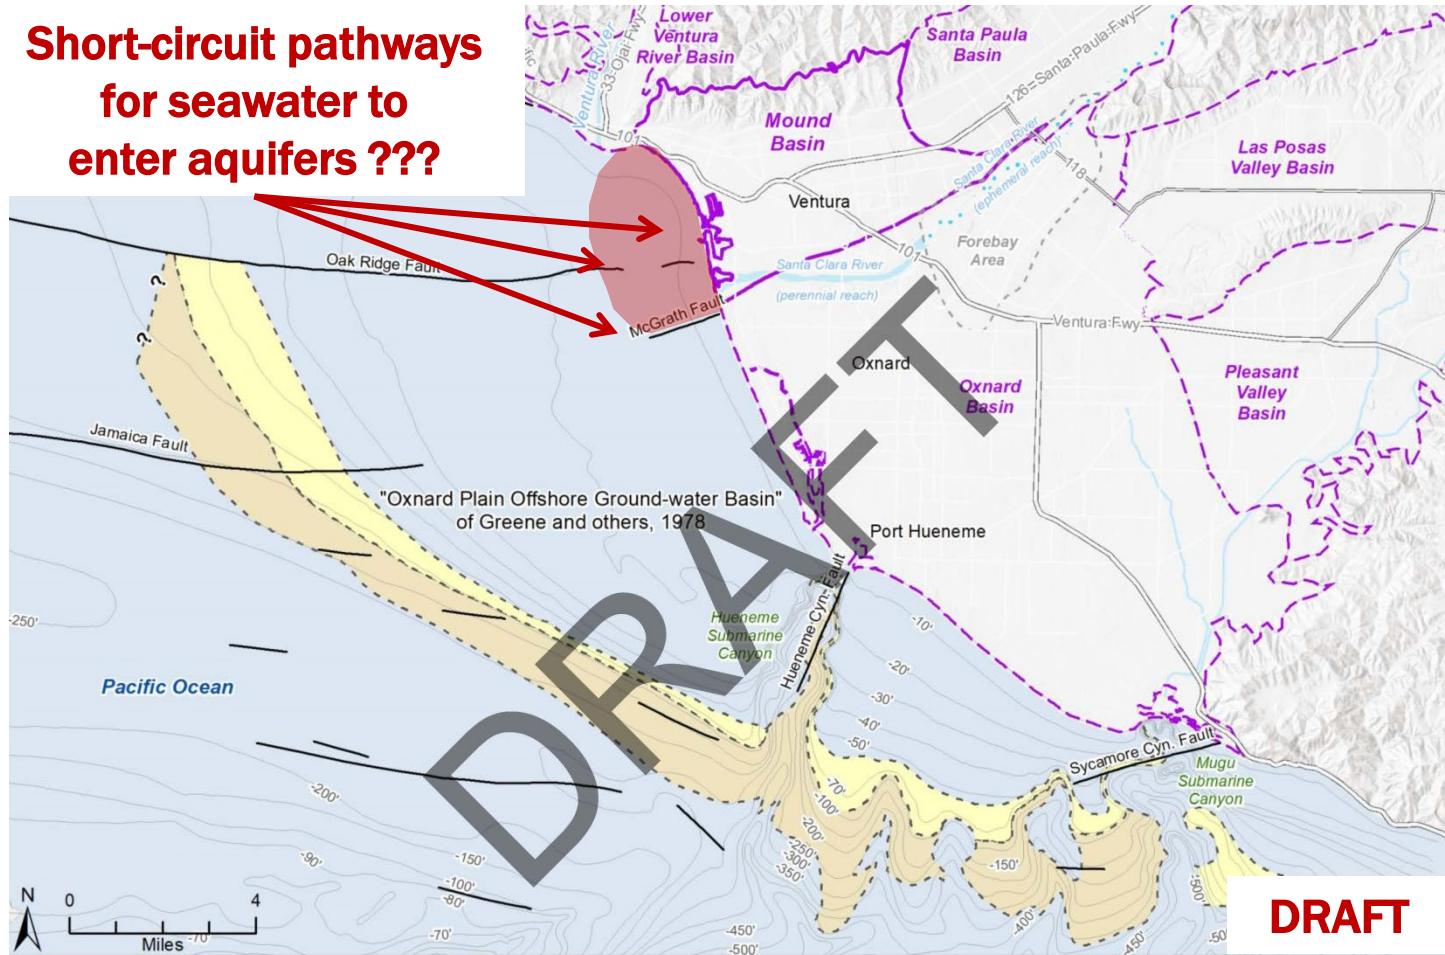 Short-circuit pathways
for seawater to
enter aquifers ???
Lower
Ventura
River Basin
Santa Paula
Basin
Ventura River
33-Ojai-Fwy
126=Santa-Paula-Fwy
Mound
Basin
Las Posas
Valley Basin
101
118
Santa Clara River
(ephemeral reach)
Ventura
Forebay
Area
101
Oak Ridge Fault
Santa Clara River
(perennial reach)
McGrath Fault
Ventura Fwy
?
?
Oxnard
Oxnard
Basin
Pleasant
Valley
Basin
Jamaica Fault
"Oxnard Plain Offshore Ground-water Basin"
of Greene and others, 1978
Port Hueneme
DRAFT
Hueneme
Submarine
Canyon
Hueneme Cyn. Fault
-250'
-10'
-20'
-30'
-40'
-50'
Pacific Ocean
Sycamore Cyn. Fault
Mugu
Submarine
Canyon
-70'
-100'
-200'
-250'
-300'
-350'
-200'
-90'
-150'
-100'
-80'
-70'
-70'
-150'
-400'
-450'
-500'
-450'
-500'
N
0
4
Miles
DRAFT